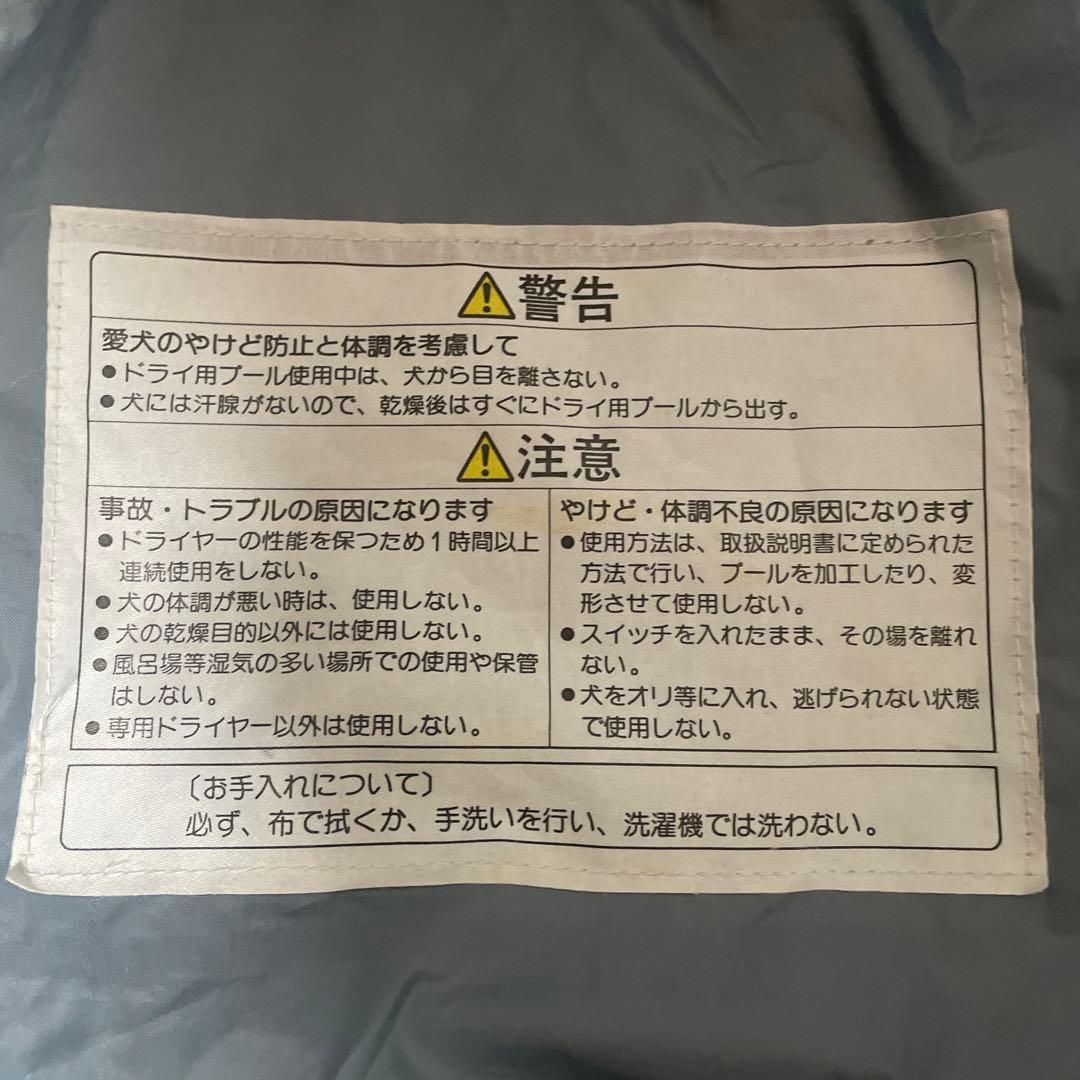 警告
愛犬のやけど防止と体調を考慮して
●ドライ用プール使用中は、犬から目を離さない。
●犬には汗腺がないので、乾燥後はすぐにドライ用プールから出す。
注意
事故・トラブルの原因になります
●ドライヤーの性能を保つため1時間以上
連続使用をしない。
●犬の体調が悪い時は、使用しない。
●犬の乾燥目的以外には使用しない。
●風呂場等湿気の多い場所での使用や保管
はしない。
●専用ドライヤー以外は使用しない。
やけど・体調不良の原因になります
●使用方法は、取扱説明書に定められた
方法で行い、プールを加工したり、変
形させて使用しない。
●スイッチを入れたまま、その場を離れ
ない。
●犬をオリ等に入れ、逃げられない状態
で使用しない。
〔お手入れについて〕
必ず、布で拭くか、手洗いを行い、洗濯機では洗わない。